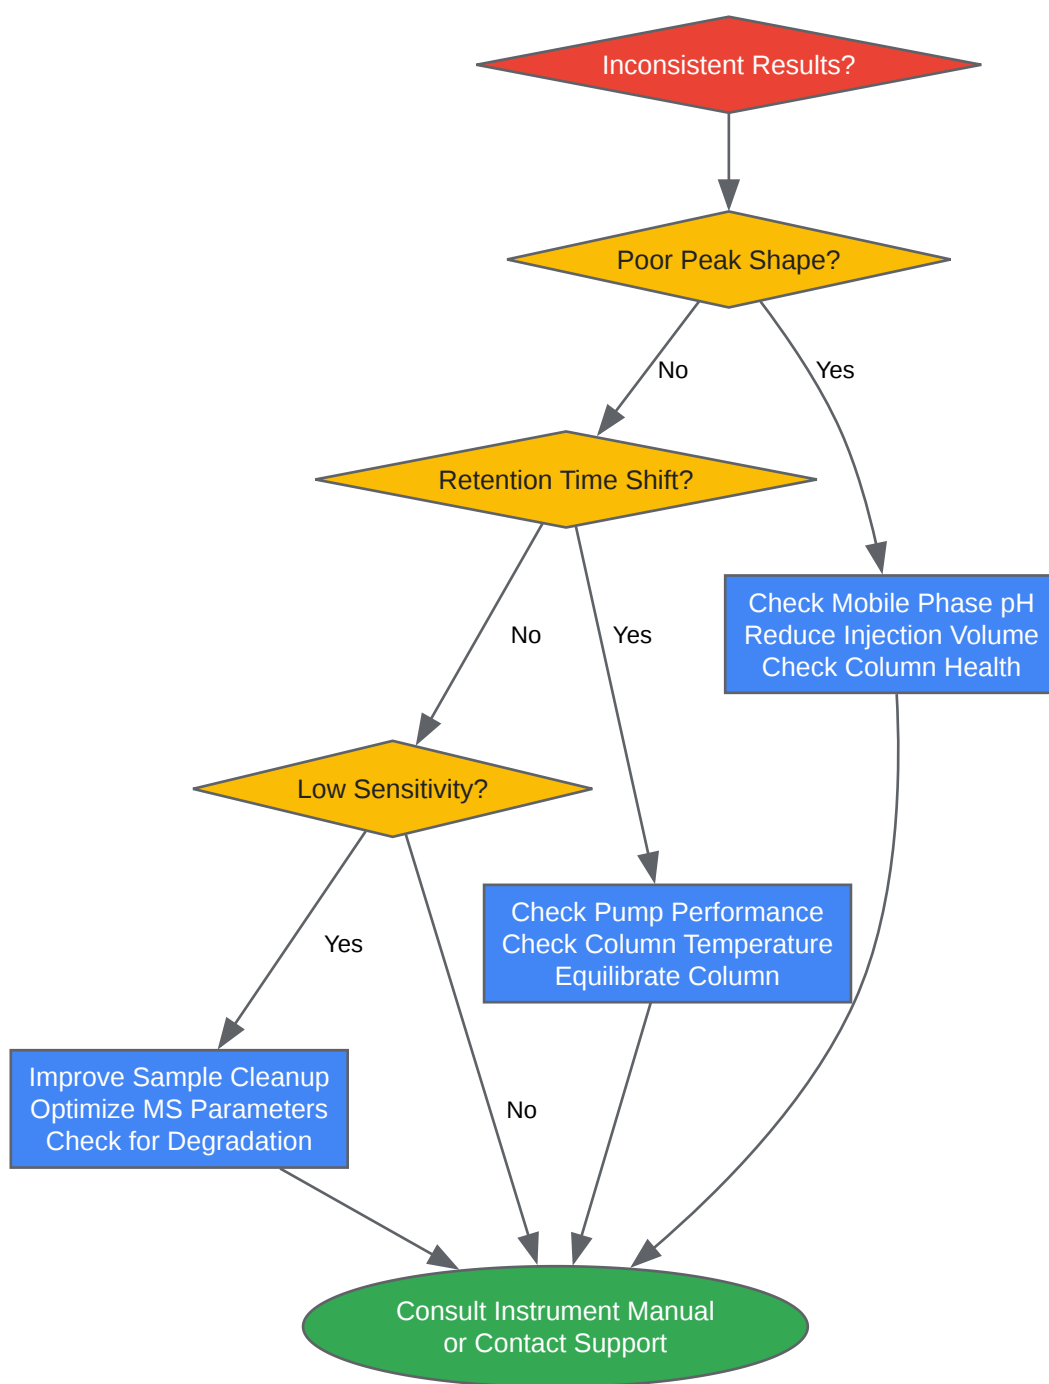 Inconsistent Results?
Poor Peak Shape?
No
Yes
Retention Time Shift?
No
Yes
Check Mobile Phase pH
Reduce Injection Volume
Check Column Health
Low Sensitivity?
Yes
No
Check Pump Performance
Check Column Temperature
Equilibrate Column
Improve Sample Cleanup
Optimize MS Parameters
Check for Degradation
Consult Instrument Manual
or Contact Support